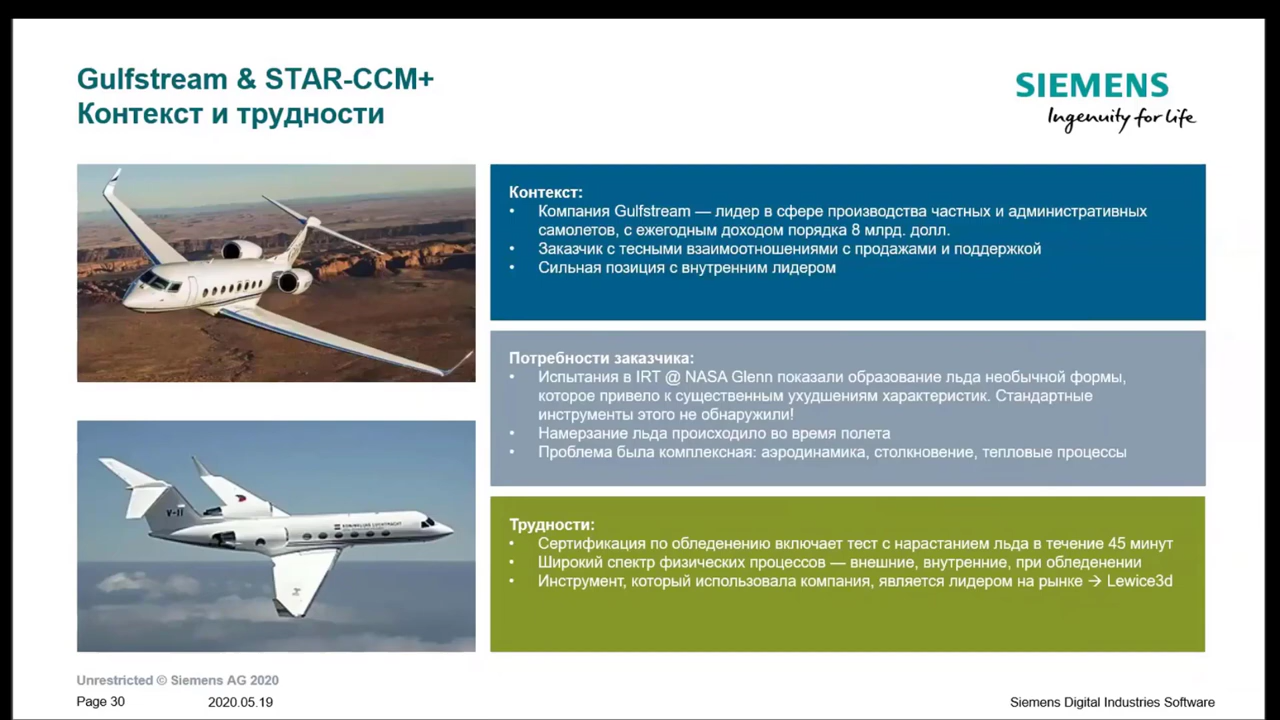 Gulfstream & STAR-CCM+
Контекст и трудности
SIEMENS
Ingenuity for life
Контекст:
• Компания Gulfstream — лидер в сфере производства частных и административных
самолетов, с ежегодным доходом порядка 8 млрд. долл.
• Заказчик с тесными взаимоотношениями с продажами и поддержкой
• Сильная позиция с внутренним лидером
Потребности заказчика:
• Испытания в IRT @ NASA Glenn показали образование льда необычной формы,
которое привело к существенным ухудшениям характеристик. Стандартные
инструменты этого не обнаружили!
• Намерзание льда происходило во время полета
• Проблема была комплексная: аэродинамика, столкновение, тепловые процессы
V-11
KONINKLIJKE LUCHTMACHT
Трудности:
• Сертификация по обледенению включает тест с нарастанием льда в течение 45 минут
• Широкий спектр физических процессов — внешние, внутренние, при обледенении
• Инструмент, который использовала компания, является лидером на рынке → Lewice3d
Unrestricted © Siemens AG 2020
Page 30
2020.05.19
Siemens Digital Industries Software